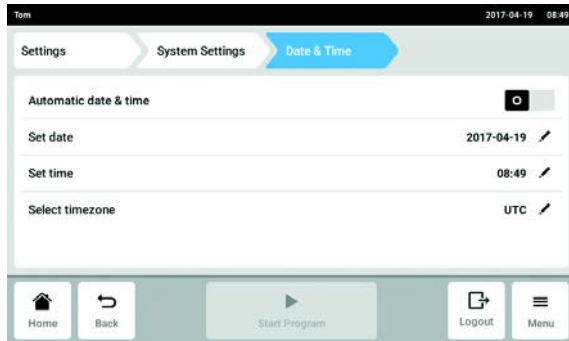 Tom 2017-04-19 08:49
Settings System Settings Date & Time
Automatic date & time O
Set date 2017-04-19
Set time 08:49
Select timezone UTC
Home Back Start Program Logout Menu